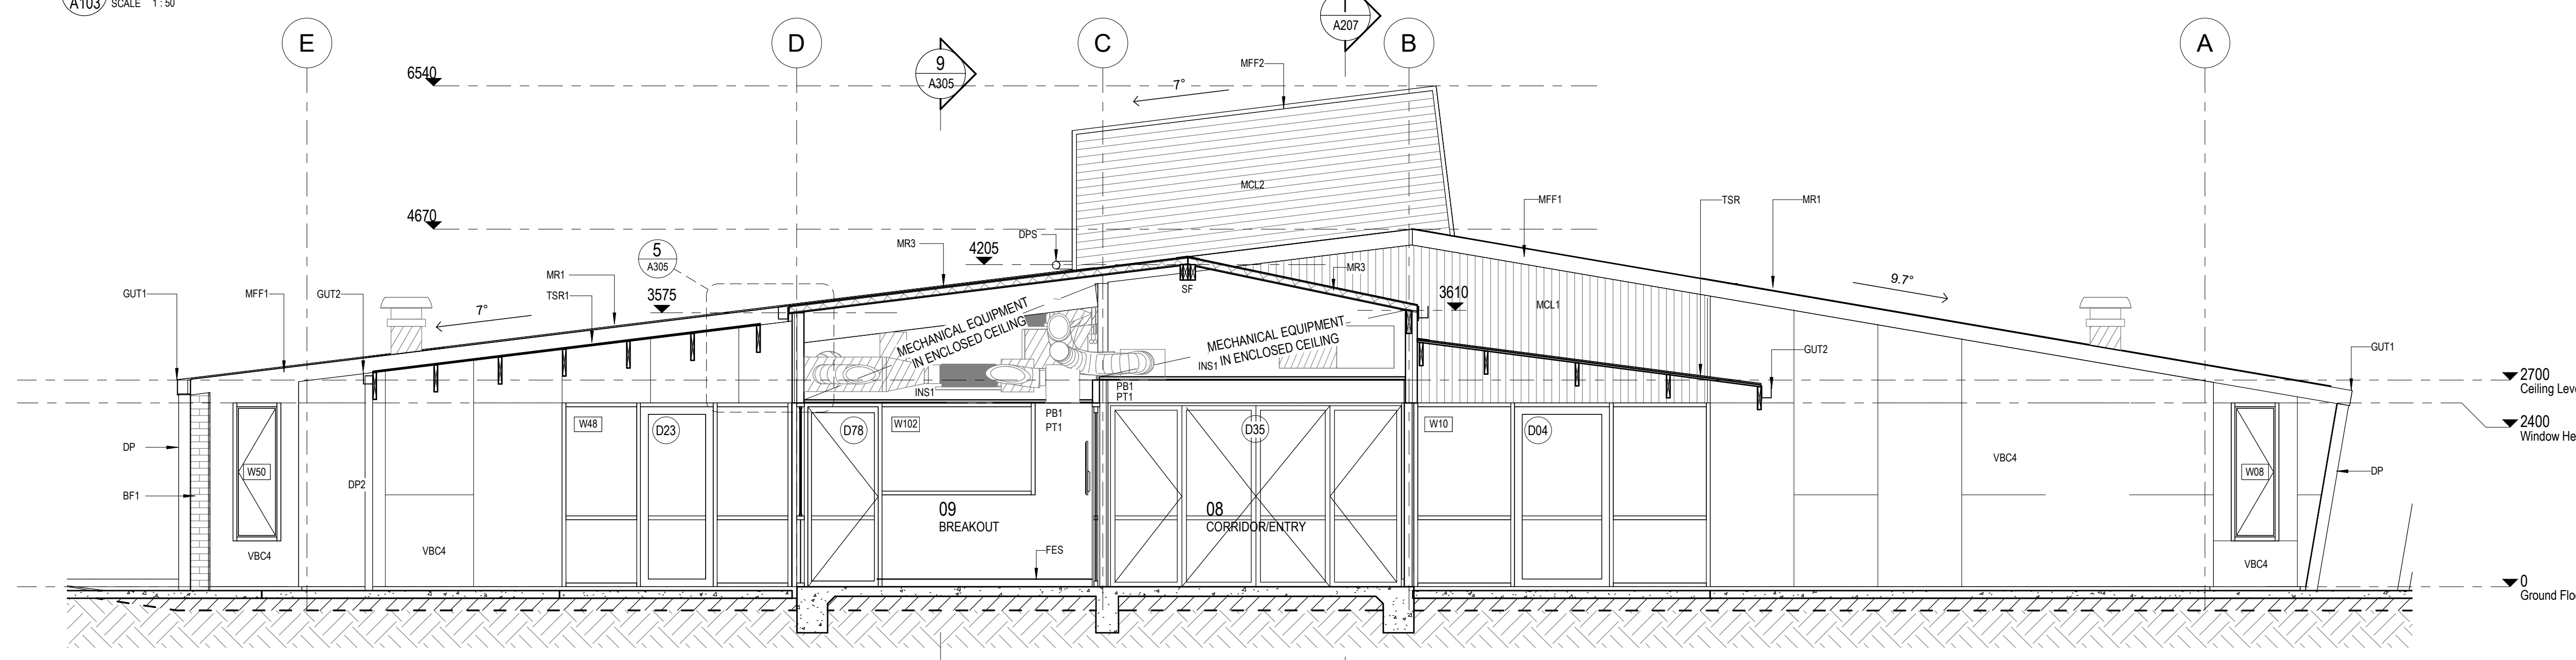 A103 SCALE 1 : 50
A207
E
D
C
B
A
9
A305
6540
7°
MFF2
MCL2
4670
DPS
MR3
4205
5
A305
MFF1
TSR
MR1
9.7°
MR1
TSR1
3575
GUT1
MFF1
GUT2
7°
SF
MR3
3610
MCL1
MECHANICAL EQUIPMENT
IN ENCLOSED CEILING
MECHANICAL EQUIPMENT
IN ENCLOSED CEILING
INS1
INS1
GUT2
GUT1
PB1
PT1
2700
Ceiling Leve
2400
Window He
W48
D23
D78
W102
PB1
PT1
D35
W10
D04
DP
W50
DP2
BF1
VBC4
W08
DP
09
BREAKOUT
08
CORRIDOR/ENTRY
VBC4
VBC4
FES
VBC4
0
Ground Floo